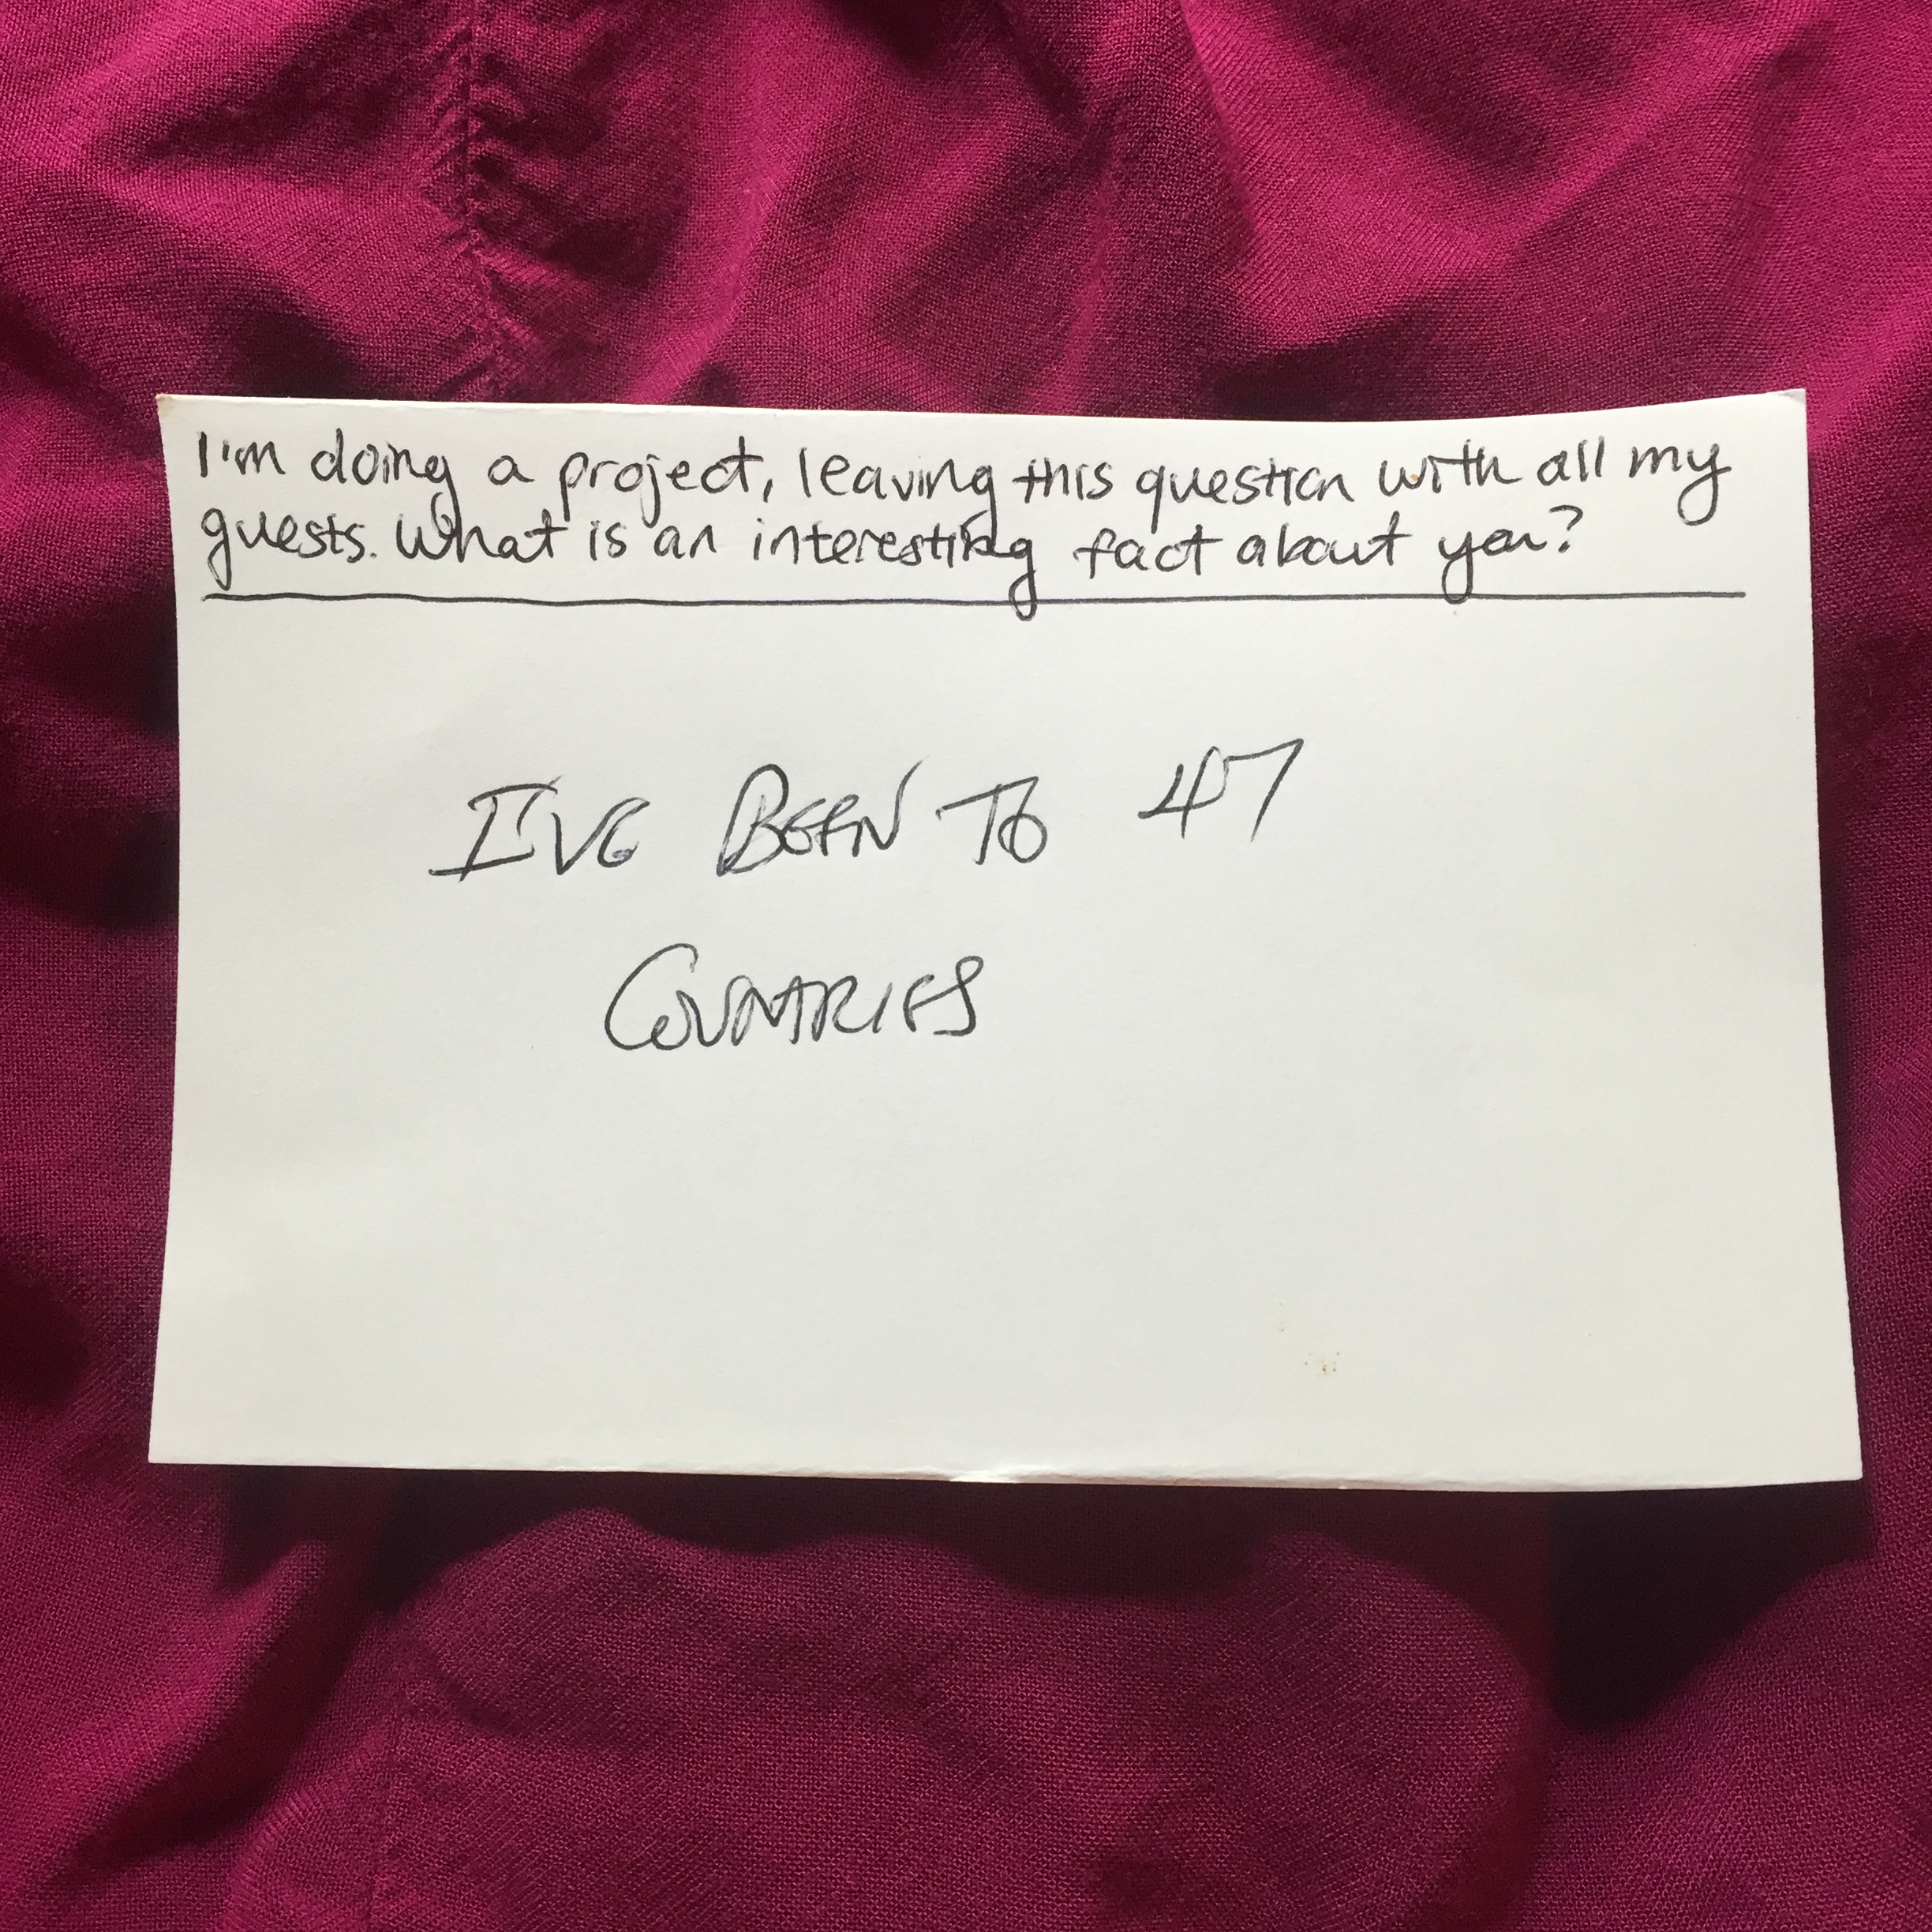 I'm doing a project, leaving this question with all my
guests. What is an interesting fact about you?
I'VE BEEN TO 47
COUNTRIES